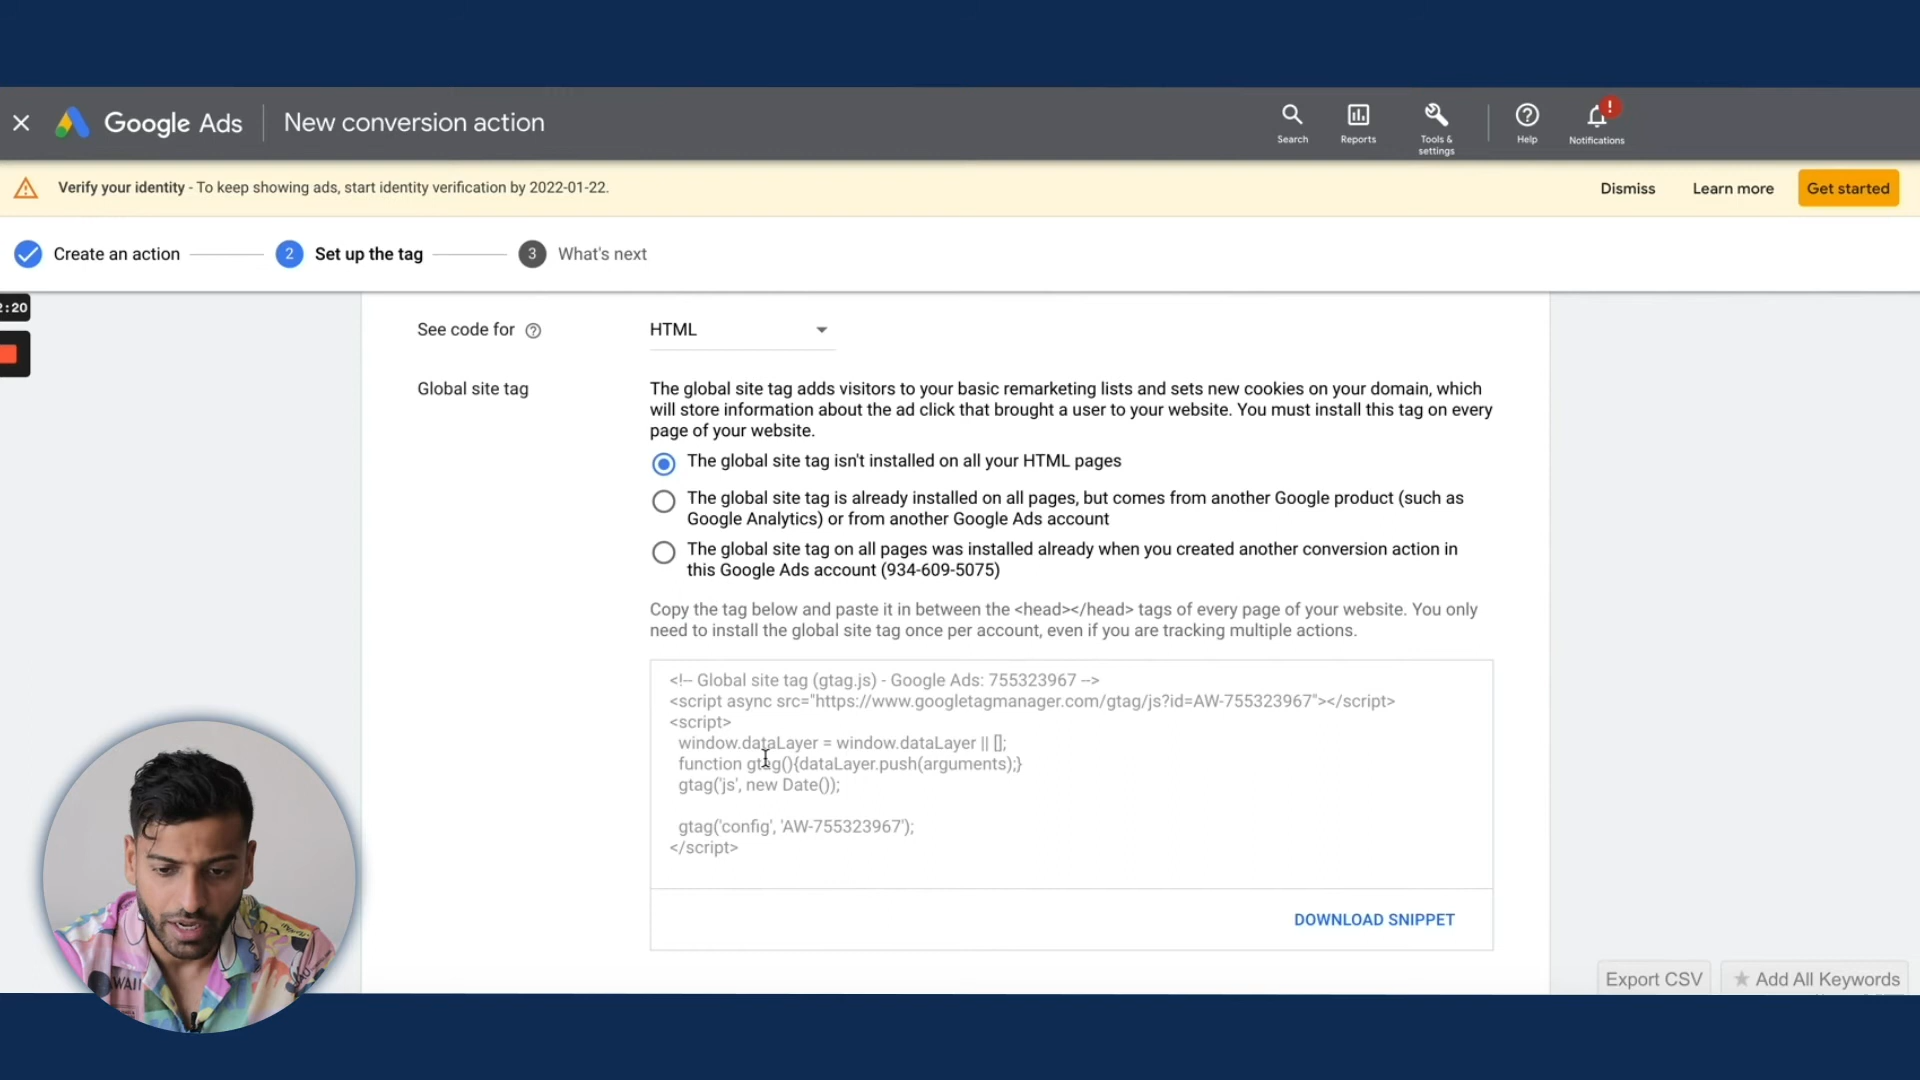 Google Ads
New conversion action
Search
Reports
Tools &
settings
Help
!
Notifications
Verify your identity - To keep showing ads, start identity verification by 2022-01-22.
Dismiss
Learn more
Get started
Create an action
2
Set up the tag
3
What's next
2:20
See code for
HTML
Global site tag
The global site tag adds visitors to your basic remarketing lists and sets new cookies on your domain, which
will store information about the ad click that brought a user to your website. You must install this tag on every
page of your website.
The global site tag isn't installed on all your HTML pages
The global site tag is already installed on all pages, but comes from another Google product (such as
Google Analytics) or from another Google Ads account
The global site tag on all pages was installed already when you created another conversion action in
this Google Ads account (934-609-5075)
Copy the tag below and paste it in between the <head></head> tags of every page of your website. You only
need to install the global site tag once per account, even if you are tracking multiple actions.
<!-- Global site tag (gtag.js) - Google Ads: 755323967 -->
<script async src="https://www.googletagmanager.com/gtag/js?id=AW-755323967"></script>
<script>
window.dataLayer = window.dataLayer || [];
function gtag(){dataLayer.push(arguments);}
gtag('js', new Date());
gtag('config', 'AW-755323967');
</script>
DOWNLOAD SNIPPET
Export CSV
Add All Keywords